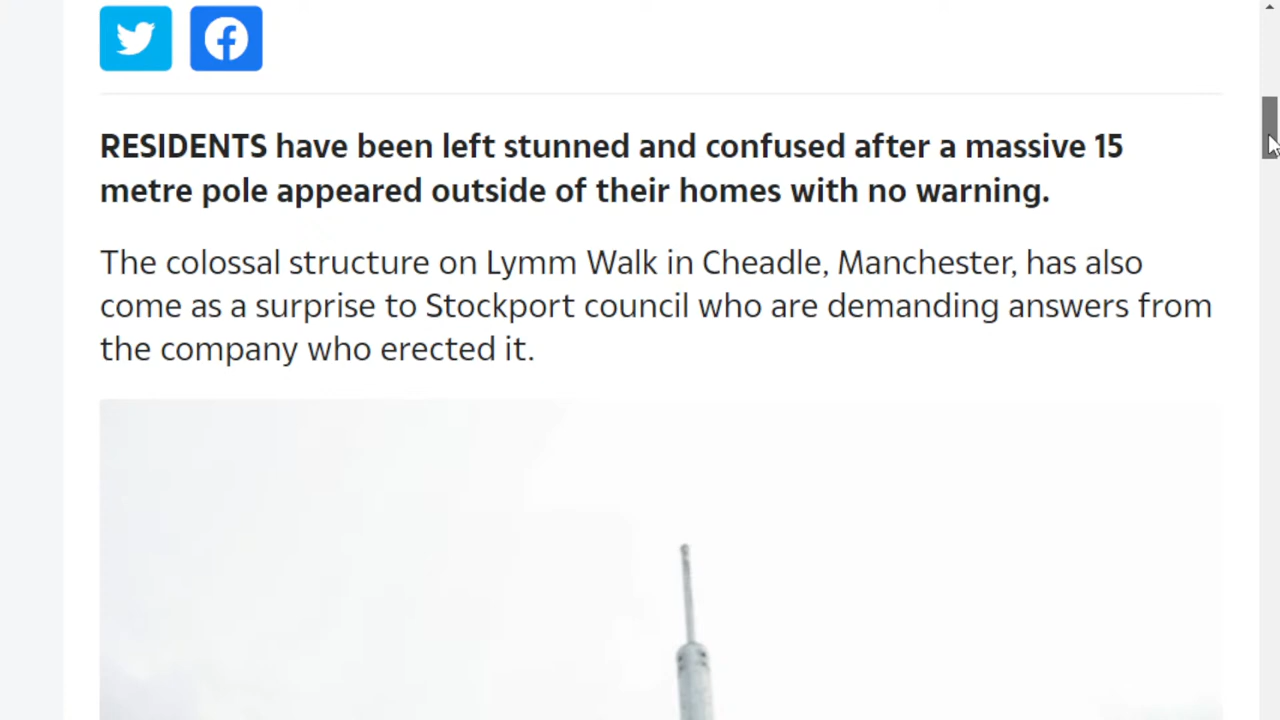 RESIDENTS have been left stunned and confused after a massive 15
metre pole appeared outside of their homes with no warning.
The colossal structure on Lymm Walk in Cheadle, Manchester, has also
come as a surprise to Stockport council who are demanding answers from
the company who erected it.